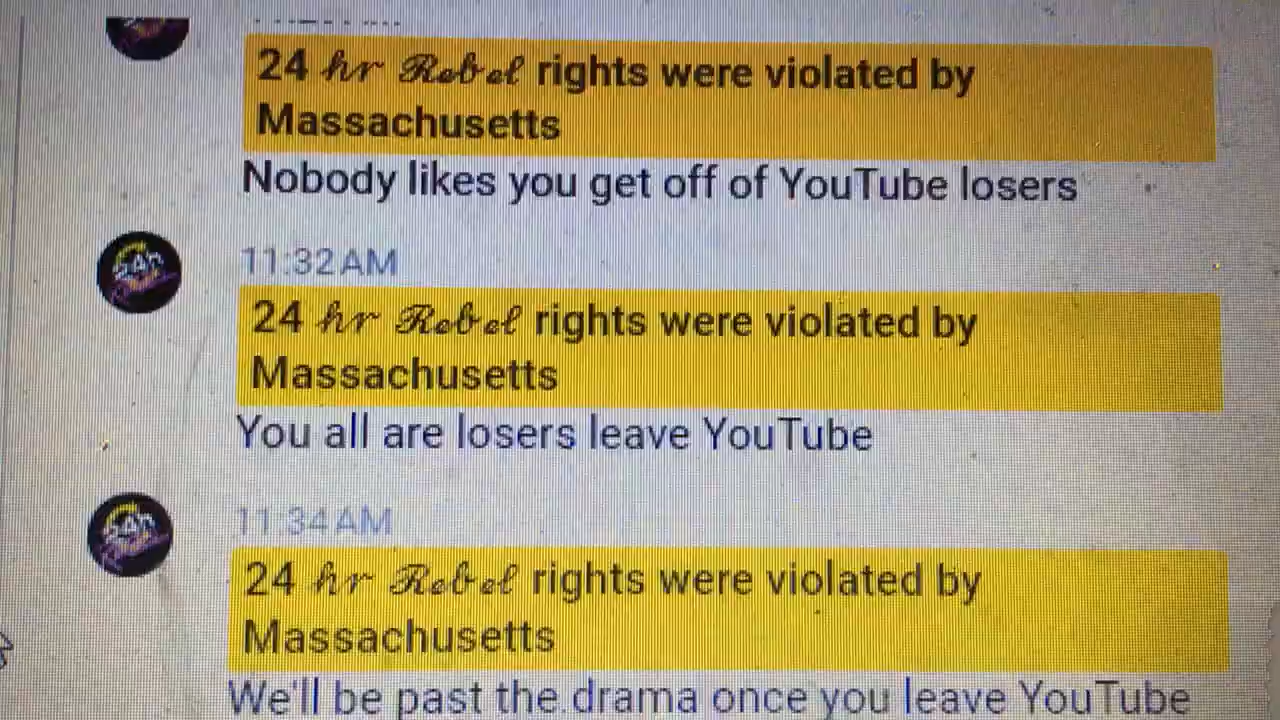 24 𝒽𝓇 𝓡𝓮𝓫𝓮𝓵 rights were violated by
Massachusetts
Nobody likes you get off of YouTube losers
11:32 AM
24 𝒽𝓇 𝓡𝓮𝓫𝓮𝓵 rights were violated by
Massachusetts
You all are losers leave YouTube
11:34 AM
24 𝒽𝓇 𝓡𝓮𝓫𝓮𝓵 rights were violated by
Massachusetts
We'll be past the drama once you leave YouTube